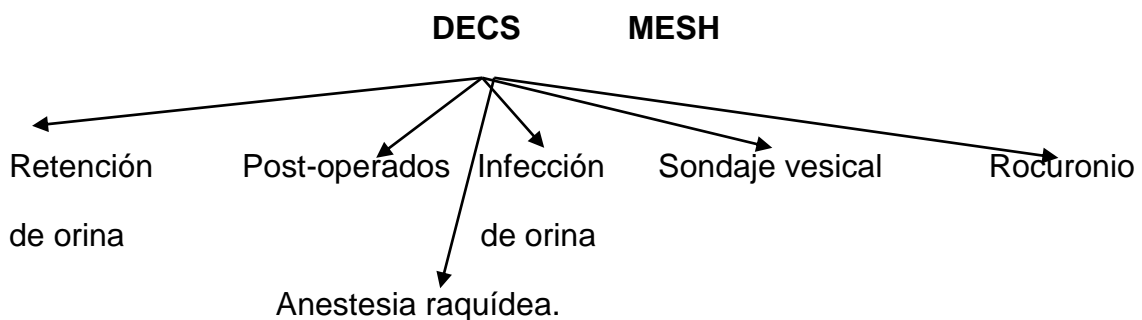 DECS MESH
Retención Post-operados Infección Sondaje vesical Rocuronio
de orina de orina
Anestesia raquídea.